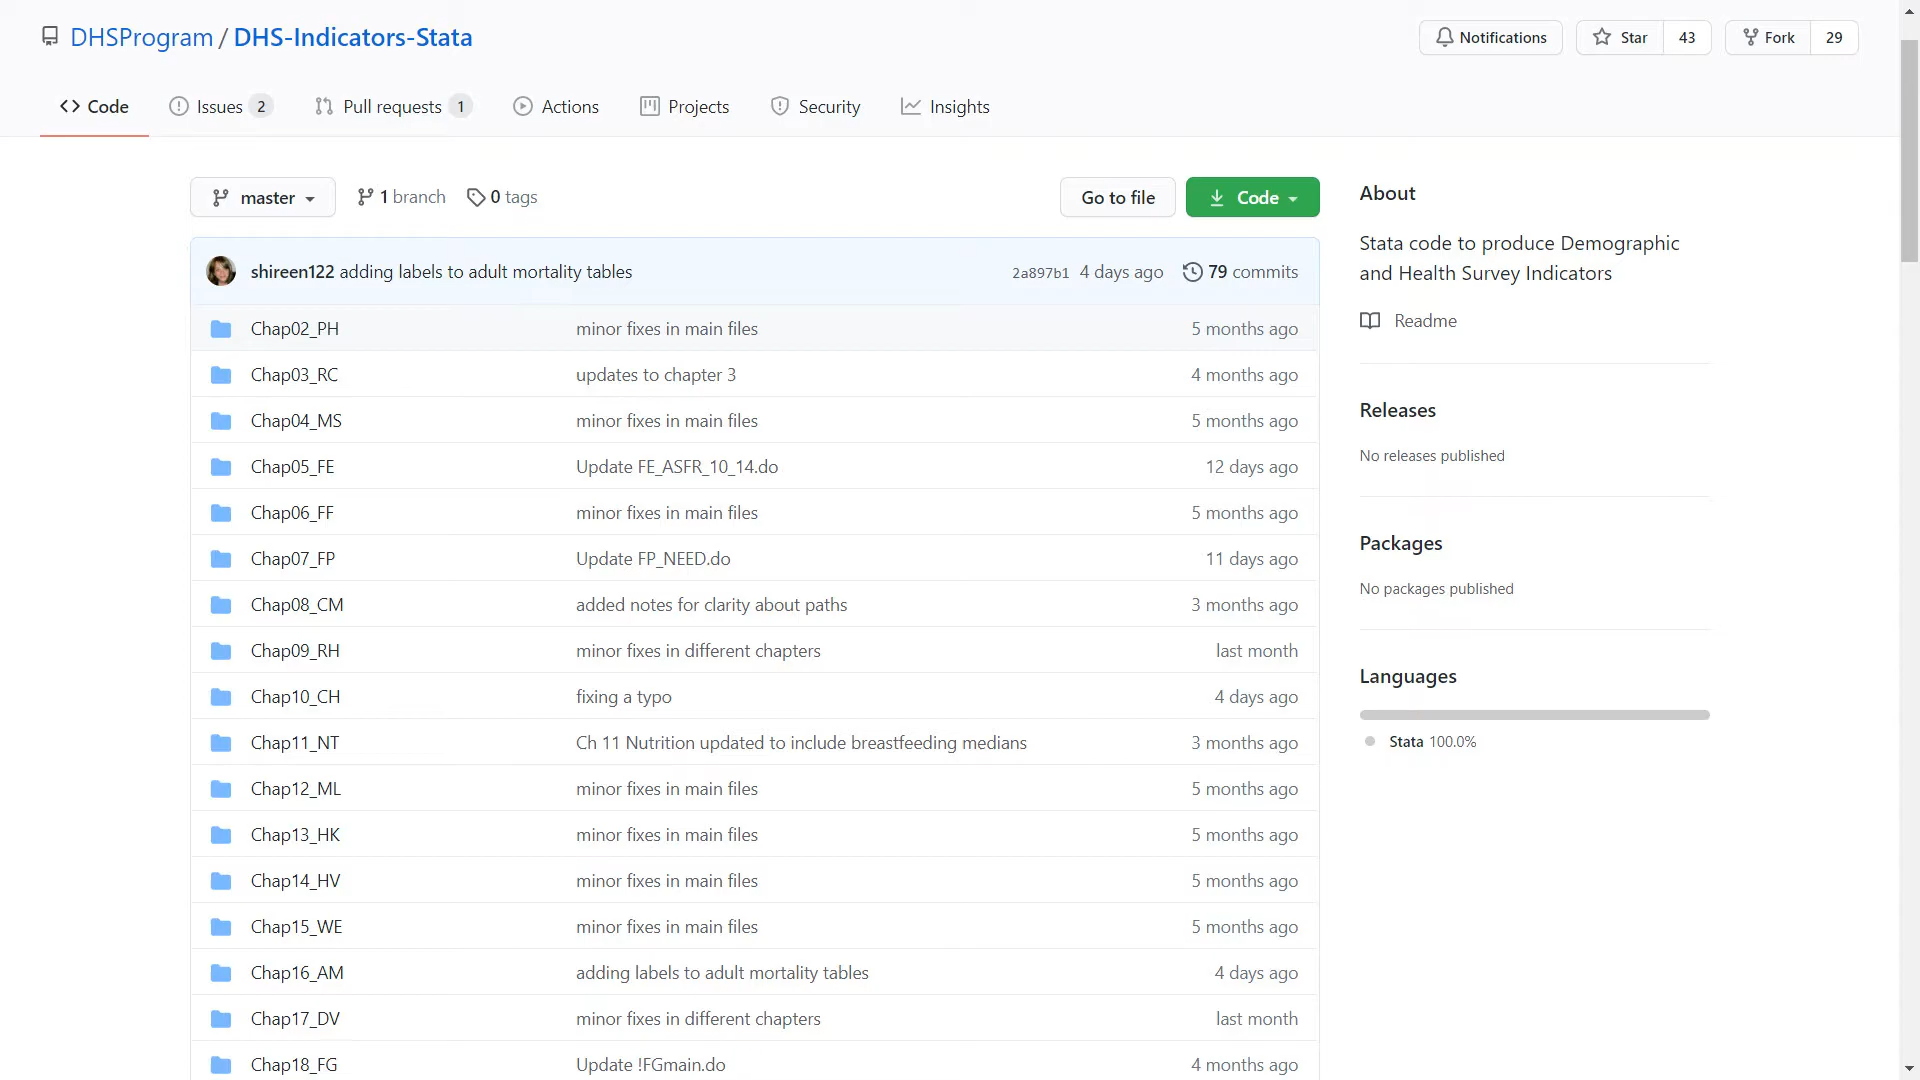 DHSProgram / DHS-Indicators-Stata
Notifications
Star 43
Fork 29
Code
Issues 2
Pull requests 1
Actions
Projects
Security
Insights
master
1 branch
0 tags
Go to file
Code
shireen122 adding labels to adult mortality tables 2a897b1 4 days ago 79 commits
Chap02_PH minor fixes in main files 5 months ago
Chap03_RC updates to chapter 3 4 months ago
Chap04_MS minor fixes in main files 5 months ago
Chap05_FE Update FE_ASFR_10_14.do 12 days ago
Chap06_FF minor fixes in main files 5 months ago
Chap07_FP Update FP_NEED.do 11 days ago
Chap08_CM added notes for clarity about paths 3 months ago
Chap09_RH minor fixes in different chapters last month
Chap10_CH fixing a typo 4 days ago
Chap11_NT Ch 11 Nutrition updated to include breastfeeding medians 3 months ago
Chap12_ML minor fixes in main files 5 months ago
Chap13_HK minor fixes in main files 5 months ago
Chap14_HV minor fixes in main files 5 months ago
Chap15_WE minor fixes in main files 5 months ago
Chap16_AM adding labels to adult mortality tables 4 days ago
Chap17_DV minor fixes in different chapters last month
Chap18_FG Update !FGmain.do 4 months ago
About
Stata code to produce Demographic
and Health Survey Indicators
Readme
Releases
No releases published
Packages
No packages published
Languages
Stata 100.0%